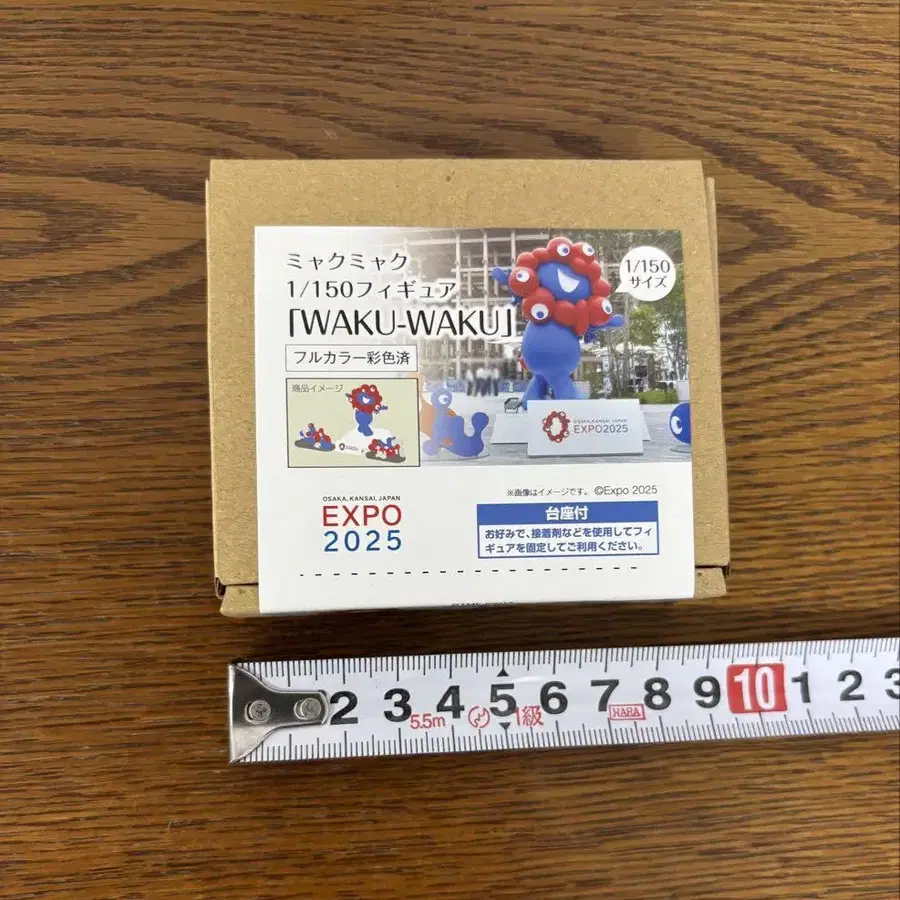 ミャクミャク
1/150フィギュア
「WAKU-WAKU」
フルカラー彩色済
1/150
サイズ
商品イメージ
OSAKA, KANSAI, JAPAN
EXPO2025
※画像はイメージです。 ©Expo 2025
OSAKA, KANSAI, JAPAN
EXPO
2025
台座付
お好みで、接着剤などを使用してフィ
ギュアを固定してご利用ください。
2 3 4 5 6 7 8 9 10 1 2 3
5.5m 1級 HARA